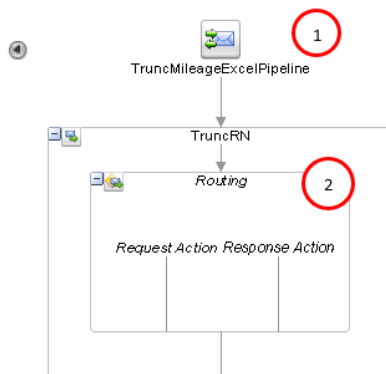 1
TruncMileageExcelPipeline
TruncRN
Routing
2
Request Action Response Action